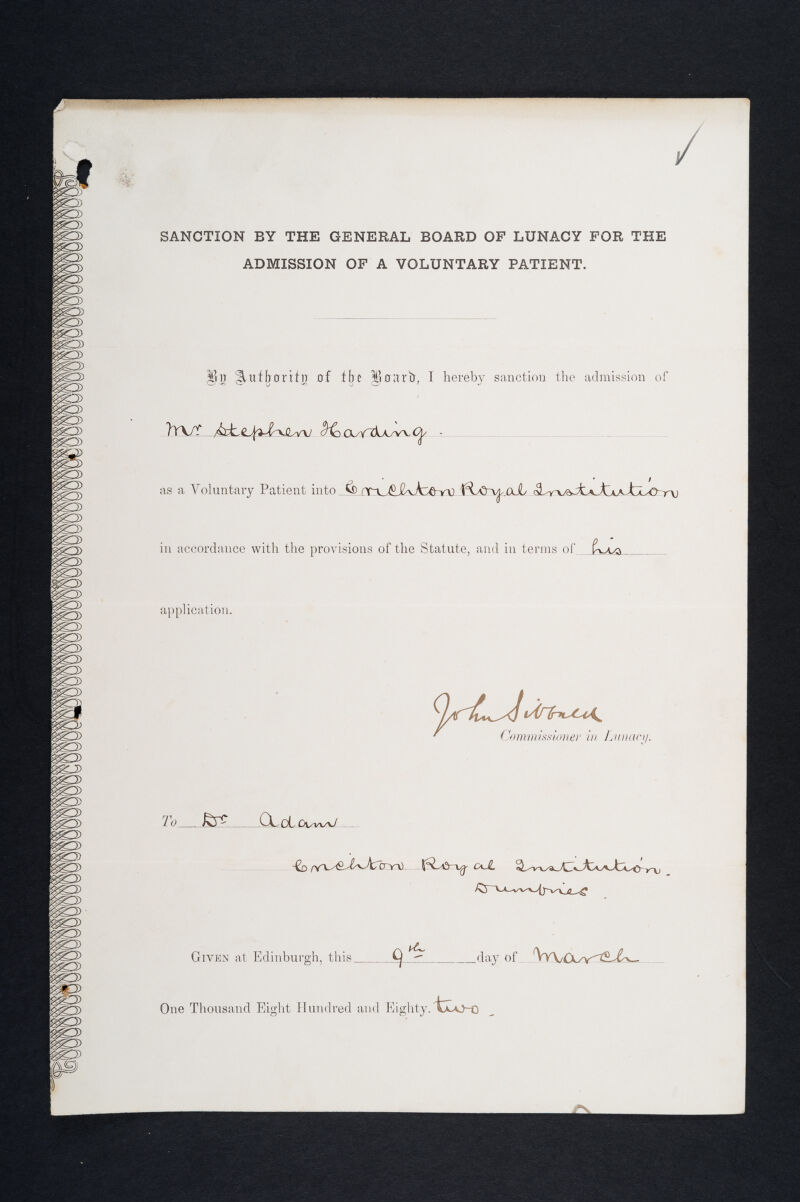 SANCTION BY THE GENERAL BOARD OF LUNACY FOR THE
ADMISSION OF A VOLUNTARY PATIENT.
By Authority of the Board, I hereby sanction the admission of
Mr. Stephen Harding -
as a Voluntary Patient into Crichton Royal Institution
in accordance with the provisions of the Statute, and in terms of his
application.
John Sibbald
Commissioner in Lunacy.
To Dr Adam
Crichton Royal Institution.
Dumfries.
GIVEN at Edinburgh, this 9th day of March
One Thousand Eight Hundred and Eighty. two.